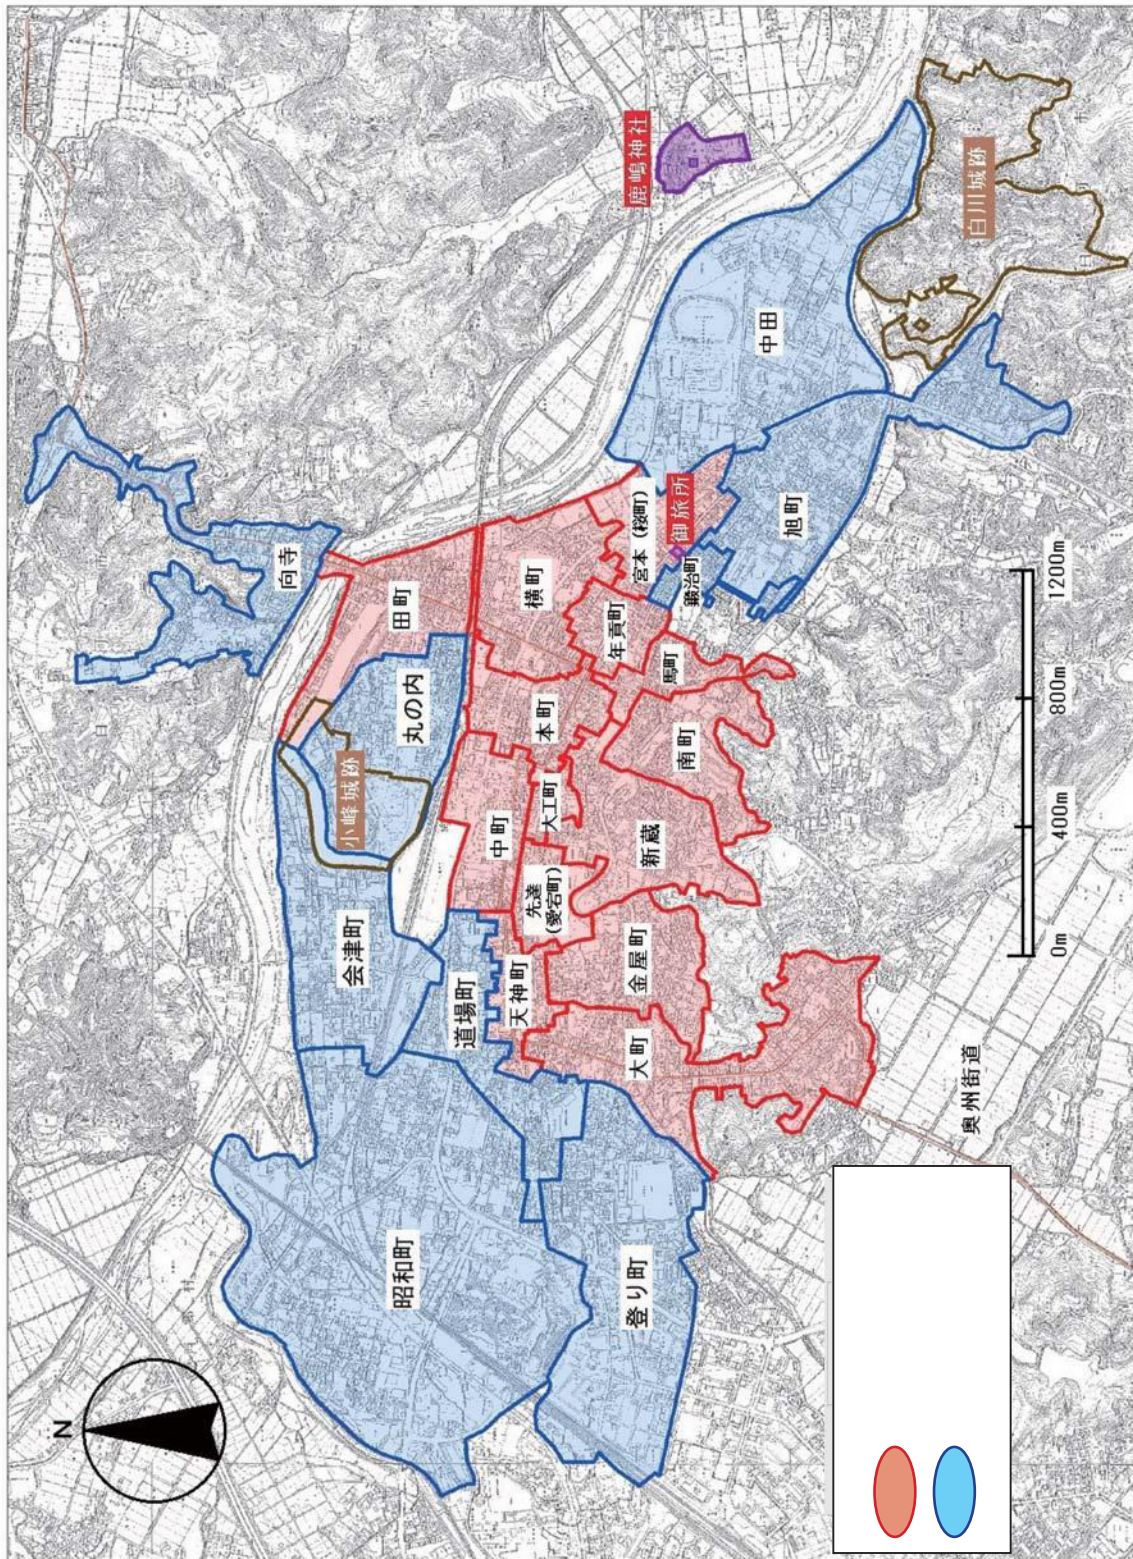 N
鹿嶋神社
白川城跡
向寺
中田
田町
横町
宮本(桜町)
御旅所
旭町
鍛治町
年貢町
馬町
丸の内
小峰城跡
本町
南町
大工町
中町
新蔵
先達
(愛宕町)
会津町
道場町
天神町
金屋町
大町
昭和町
登り町
奥州街道
0m
400m
800m
1200m